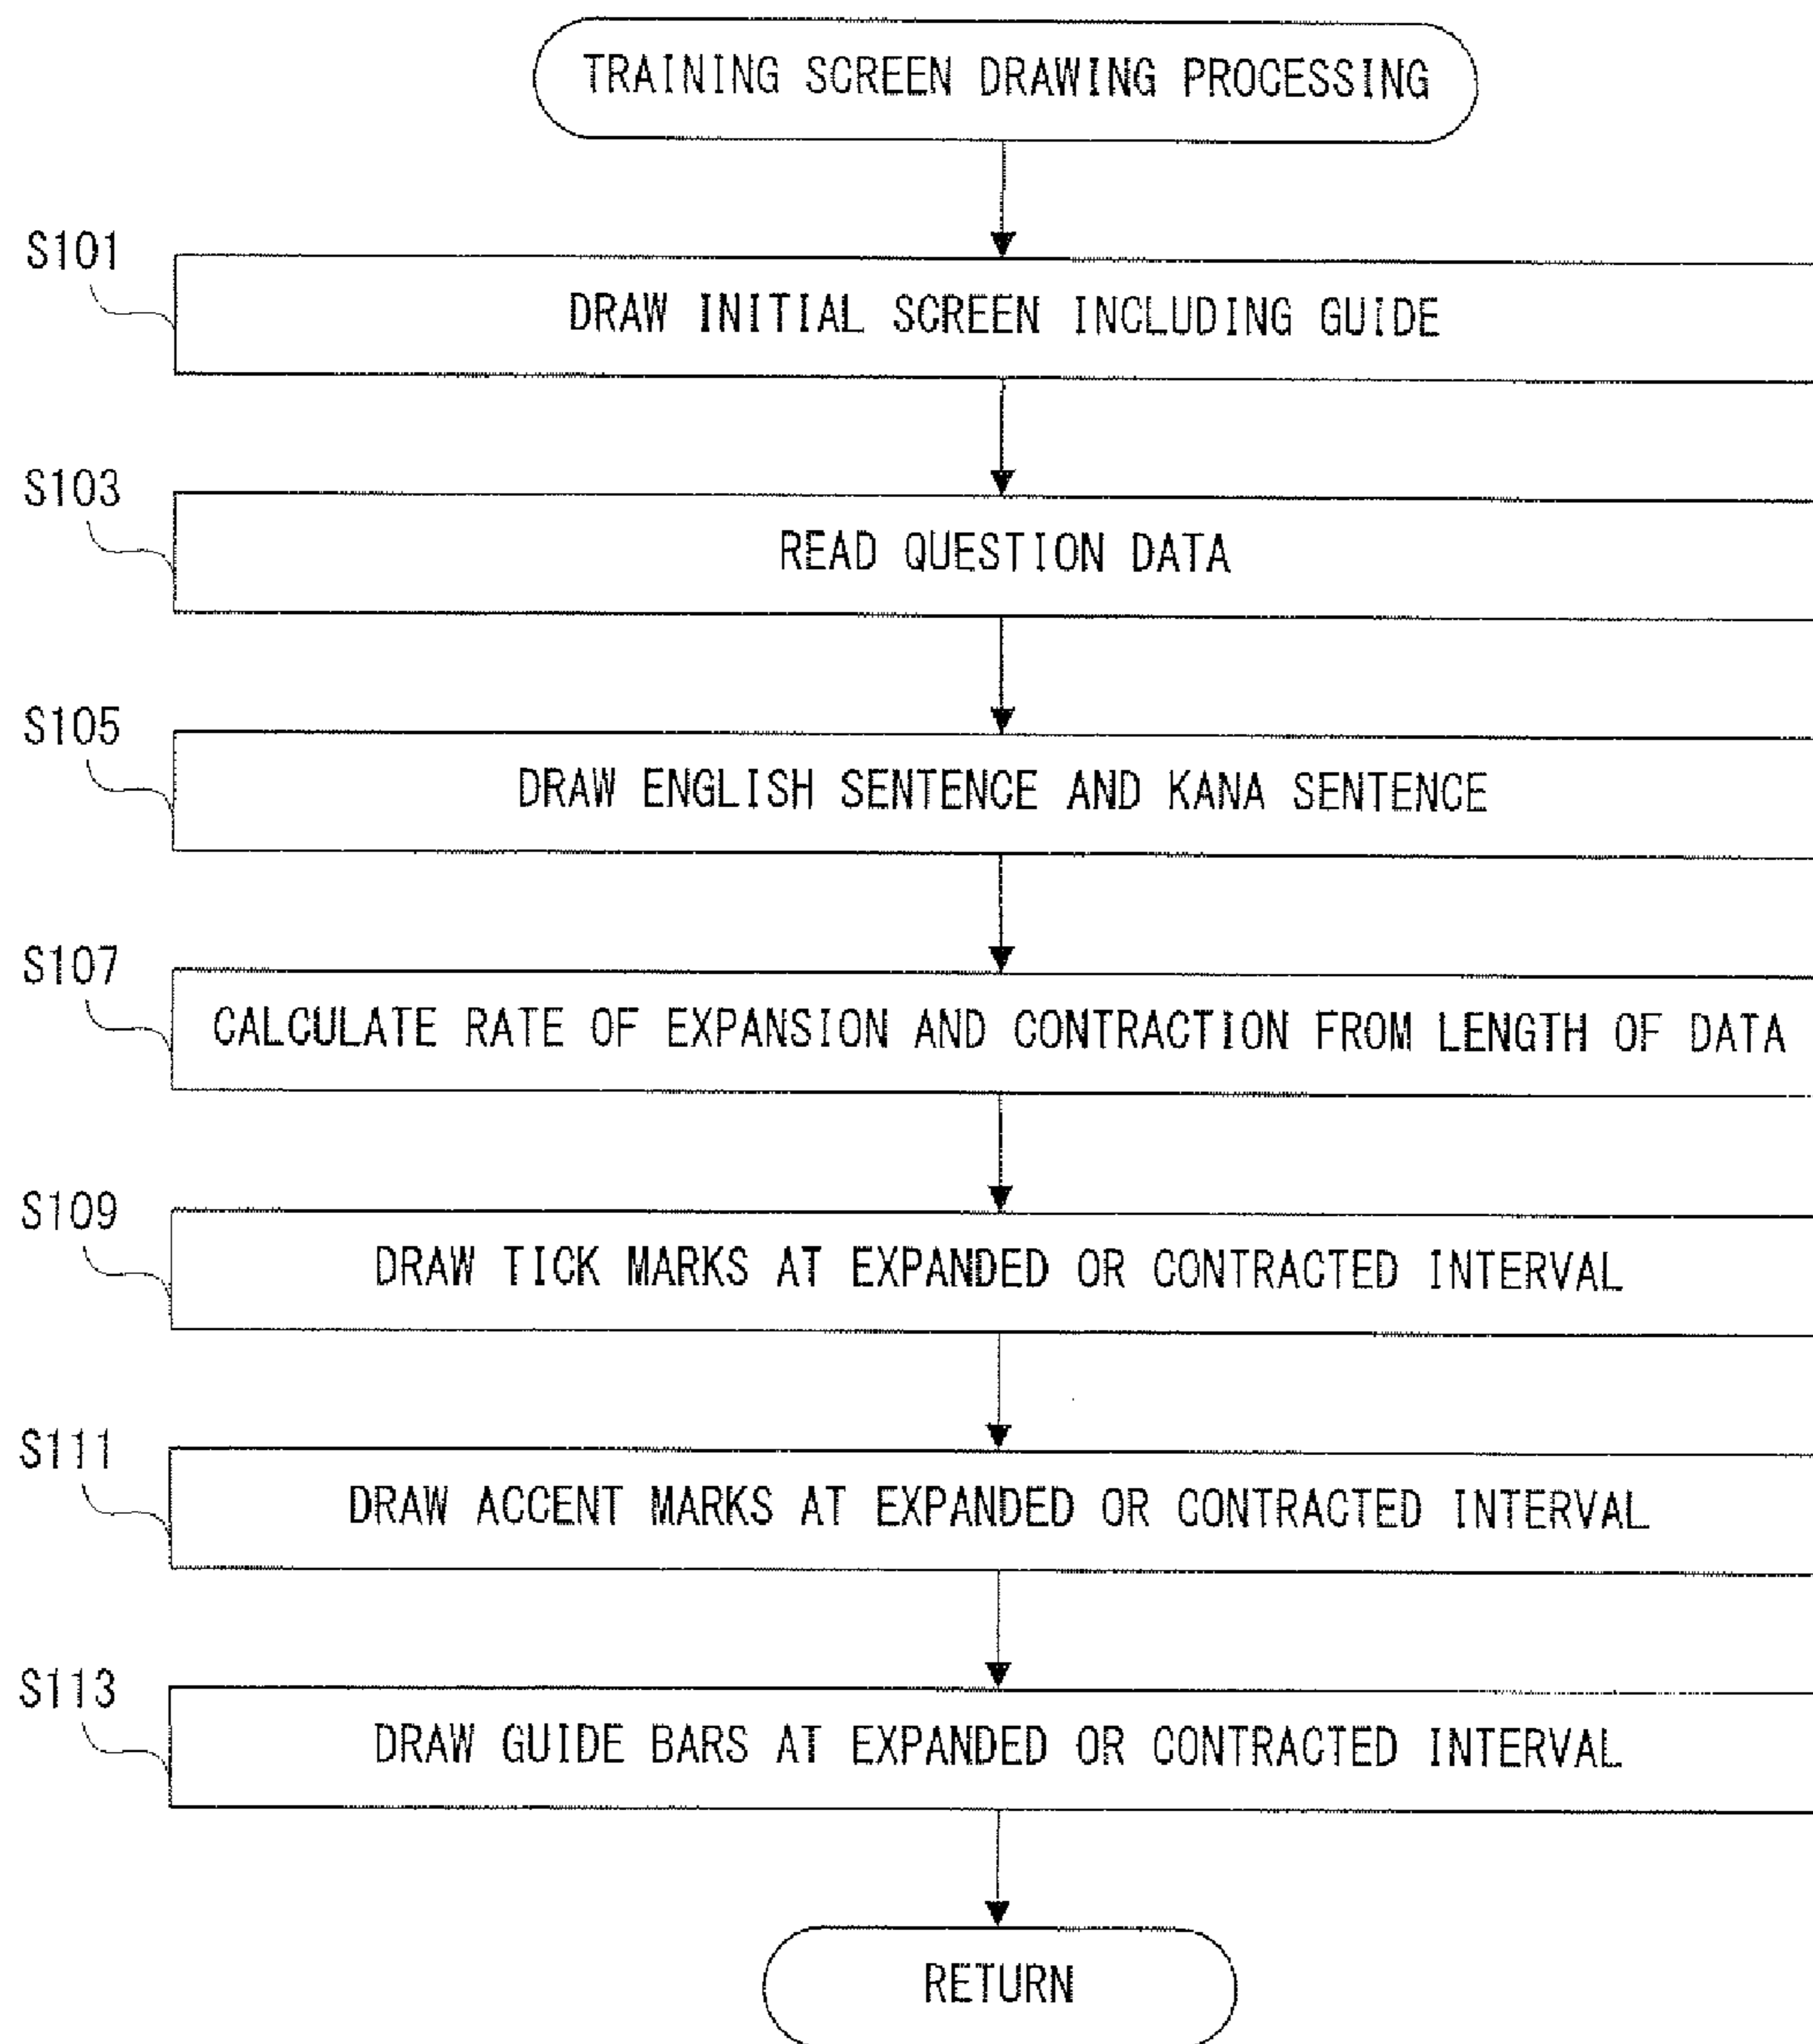 TRAINING SCREEN DRAWING PROCESSING
S101
DRAW INITIAL SCREEN INCLUDING GUIDE
S103
READ QUESTION DATA
S105
DRAW ENGLISH SENTENCE AND KANA SENTENCE
S107
CALCULATE RATE OF EXPANSION AND CONTRACTION FROM LENGTH OF DATA
S109
DRAW TICK MARKS AT EXPANDED OR CONTRACTED INTERVAL
S111
DRAW ACCENT MARKS AT EXPANDED OR CONTRACTED INTERVAL
S113
DRAW GUIDE BARS AT EXPANDED OR CONTRACTED INTERVAL
RETURN